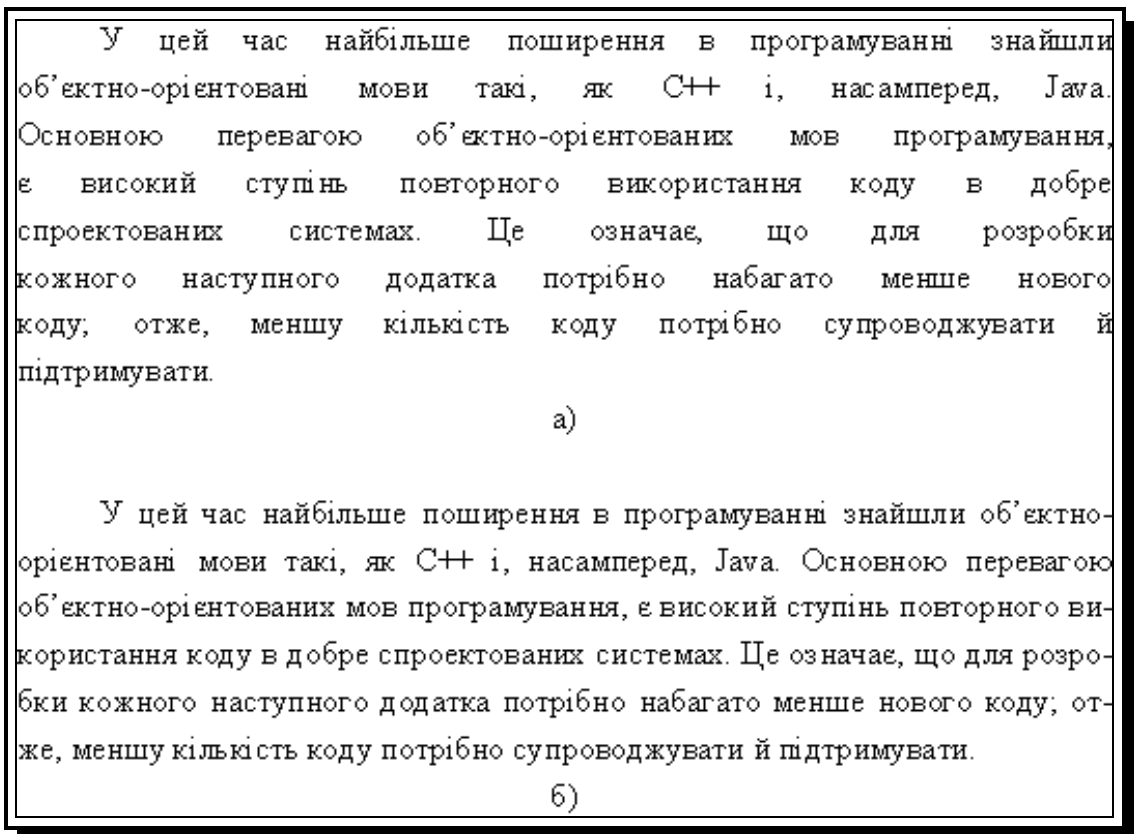 У цей час найбільше поширення в програмуванні знайшли
об’єктно-орієнтовані мови такі, як C++ і, насамперед, Java.
Основною перевагою об’єктно-орієнтованих мов програмування,
є високий ступінь повторного використання коду в добре
спроектованих системах. Це означає, що для розробки
кожного наступного додатка потрібно набагато менше нового
коду; отже, меншу кількість коду потрібно супроводжувати й
підтримувати.
а)
У цей час найбільше поширення в програмуванні знайшли об’єктно-
орієнтовані мови такі, як C++ і, насамперед, Java. Основною перевагою
об’єктно-орієнтованих мов програмування, є високий ступінь повторного ви-
користання коду в добре спроектованих системах. Це означає, що для розро-
бки кожного наступного додатка потрібно набагато менше нового коду; от-
же, меншу кількість коду потрібно супроводжувати й підтримувати.
б)